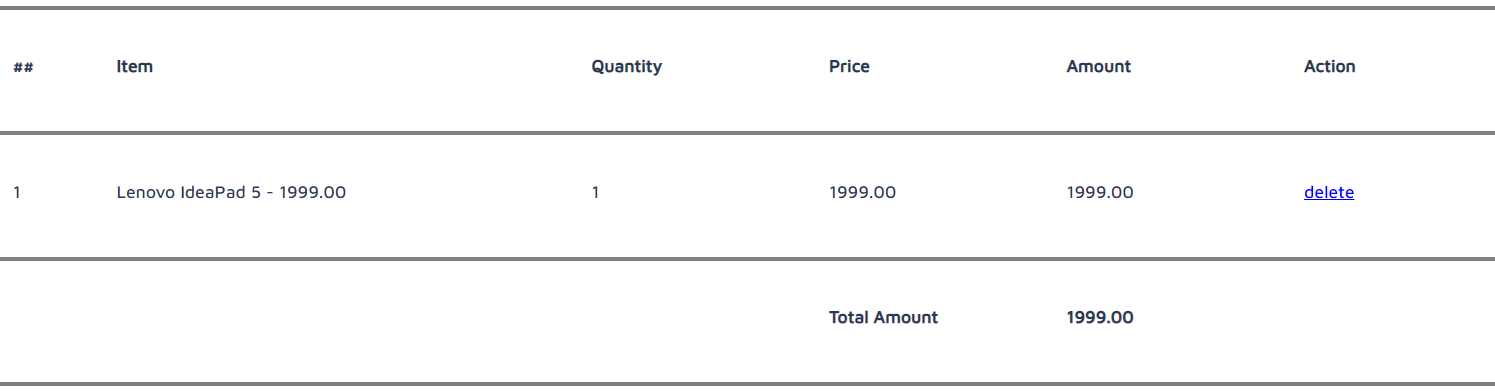 ## Item Quantity Price Amount Action
1 Lenovo IdeaPad 5 - 1999.00 1 1999.00 1999.00 delete
Total Amount 1999.00